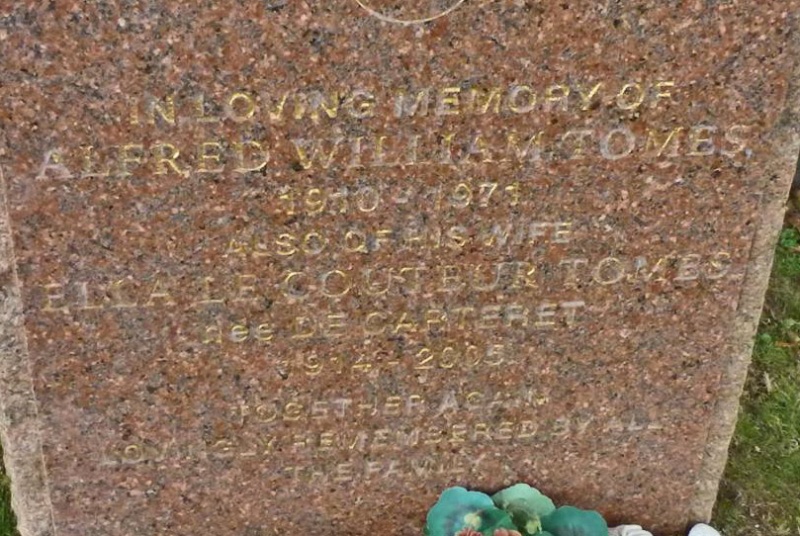 IN LOVING MEMORY OF
ALFRED WILLIAM TOMES
1910 - 1971
ALSO OF HIS WIFE
ELLA LE COUTEUR TOMES
née DE CARTERET
1914 - 2005
TOGETHER AGAIN
LOVINGLY REMEMBERED BY ALL
THE FAMILY